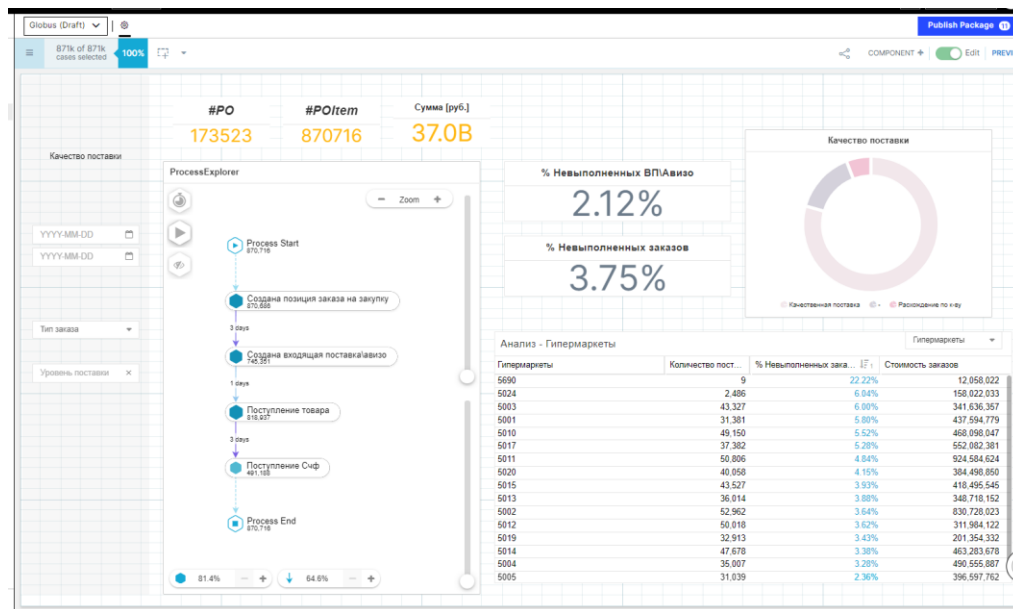 Globus (Draft)
Publish Package 11
871k of 871k
cases selected
100%
COMPONENT +
Edit
PREVI
#PO
173523
#POItem
870716
Сумма [руб.]
37.0B
Качество поставки
YYYY-MM-DD
YYYY-MM-DD
Тип заказа
Уровень поставки
ProcessExplorer
Zoom
Process Start
870,716
Создана позиция заказа на закупку
870,686
3 days
Создана входящая поставка\авизо
745,351
1 days
Поступление товара
818,937
3 days
Поступление Счф
491,188
Process End
870,716
81.4%
64.6%
% Невыполненных ВП\Авизо
2.12%
% Невыполненных заказов
3.75%
Качество поставки
Качественная поставка
-
Расхождение по к-ву
Анализ - Гипермаркеты
Гипермаркеты
Гипермаркеты Количество пост... % Невыполненных зака... 1 Стоимость заказов
5690 9 22.22% 12,058,022
5024 2,486 6.04% 158,022,033
5003 43,327 6.00% 341,636,357
5001 31,381 5.80% 437,594,779
5010 49,150 5.52% 468,098,047
5017 37,382 5.28% 552,082,381
5011 50,806 4.84% 924,584,624
5020 40,058 4.15% 384,498,850
5015 43,527 3.93% 418,495,545
5013 36,014 3.88% 348,718,152
5002 52,962 3.64% 830,728,023
5012 50,018 3.62% 311,984,122
5019 32,913 3.43% 201,354,332
5014 47,678 3.38% 463,283,678
5004 35,007 3.28% 490,555,887
5005 31,039 2.36% 396,597,762